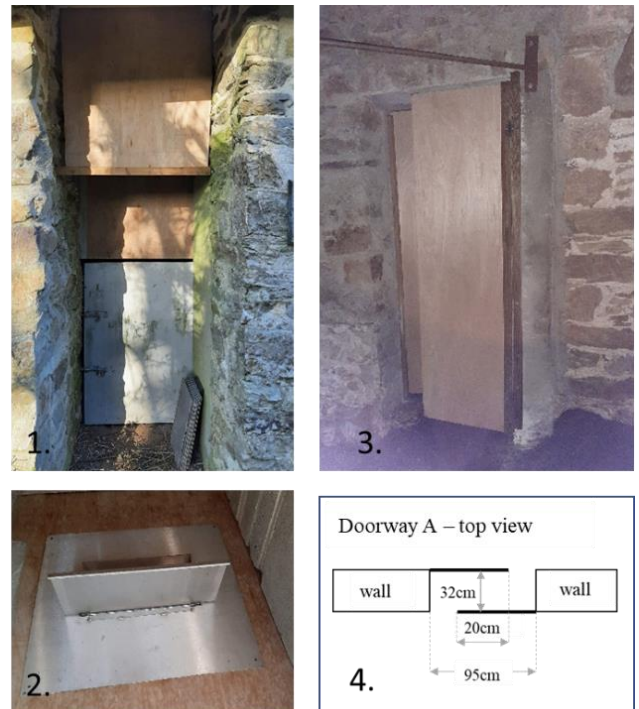 1.
3.
2.
Doorway A – top view
wall
wall
32cm
20cm
95cm
4.